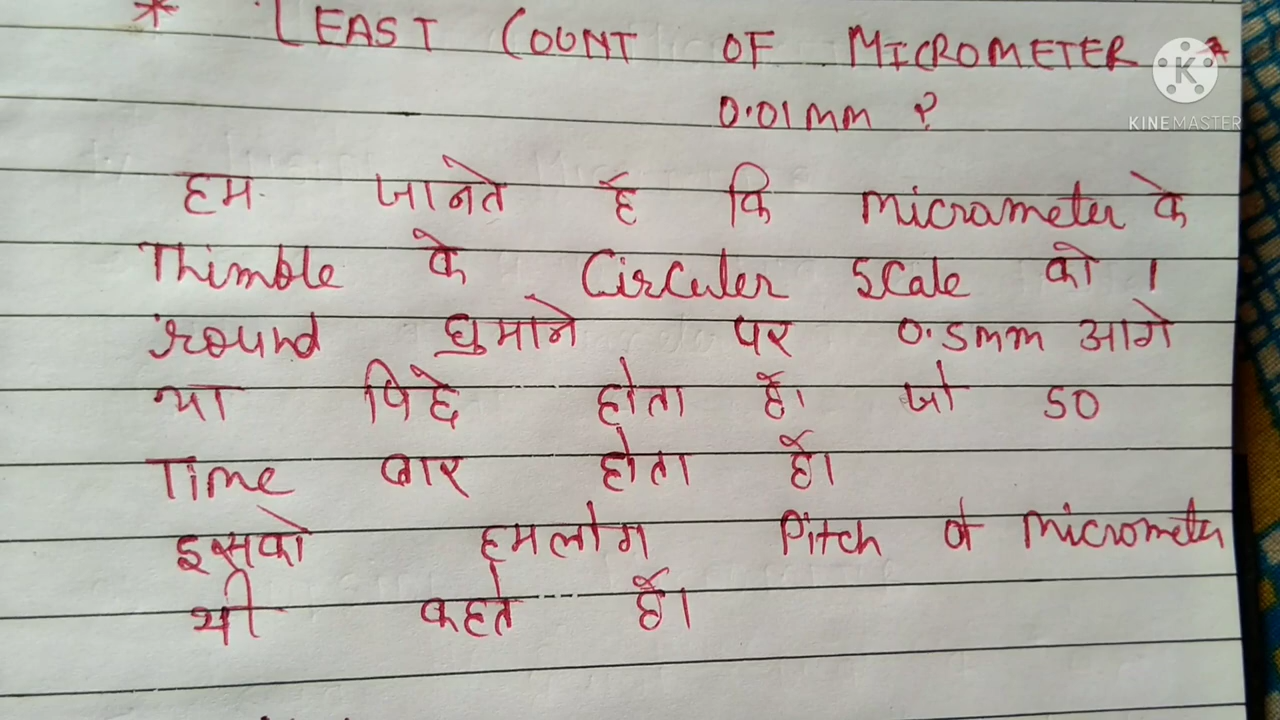 * LEAST COUNT OF MICROMETER *
0.01mm ?
हम जानते है कि micrameter के
Thimble के Circuler Scale को 1
round घुमाने पर 0.5mm आगे
या पिछे होता हैं। जो 50
Time बार होता हैं।
इसको हमलोग Pitch of micrometer
भी कहते हैं।
K
KINEMASTER